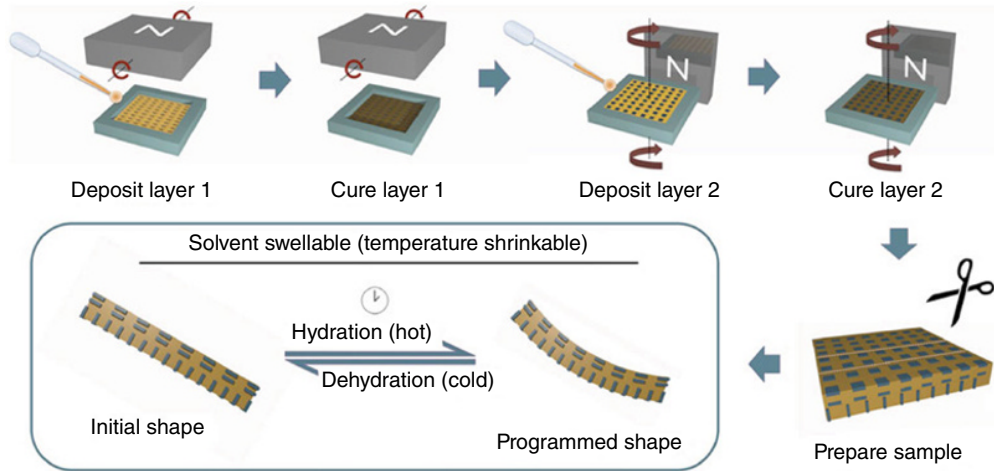 N
N
N
N
Deposit layer 1
Cure layer 1
Deposit layer 2
Cure layer 2
Solvent swellable (temperature shrinkable)
Hydration (hot)
Dehydration (cold)
Initial shape
Programmed shape
Prepare sample